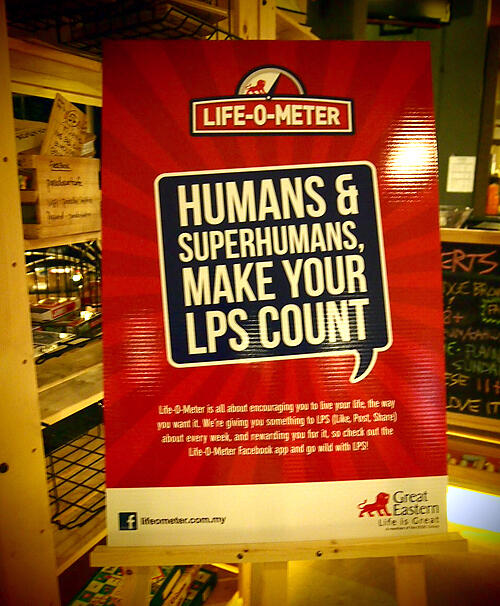 LIFE-O-METER
HUMANS &
SUPERHUMANS,
MAKE YOUR
LPS COUNT
Life-O-Meter is all about encouraging you to live your life, the way
you want it. We're giving you something to LPS (Like, Post, Share)
about every week, and rewarding you for it, so check out the
Life-O-Meter Facebook app and go wild with LPS!
f lifeometer.com.my
Great
Eastern
Life is Great
ERTS
LOVE IT